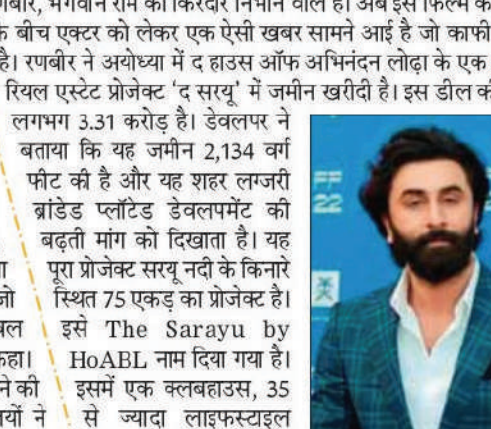 रणबीर, भगवान राम का किरदार निभाने वाले हैं। अब इस फिल्म
बीच एक्टर को लेकर एक ऐसी खबर सामने आई है जो काफी
है। रणबीर ने अयोध्या में द हाउस ऑफ अभिनंदन लोढ़ा के एक
रियल एस्टेट प्रोजेक्ट ‘द सरयू’ में जमीन खरीदी है। इस डील
लगभग 3.31 करोड़ है। डेवलपर ने
बताया कि यह जमीन 2,134 वर्ग
फीट की है और यह शहर लग्जरी
ब्रांडेड प्लॉटेड डेवलपमेंट की
बढ़ती मांग को दिखाता है। यह
पूरा प्रोजेक्ट सरयू नदी के किनारे
जो स्थित 75 एकड़ का प्रोजेक्ट है।
इसे The Sarayu by
HoABL नाम दिया गया है।
ने की इसमें एक क्लबहाउस, 35
ने से ज्यादा लाइफस्टाइल
22